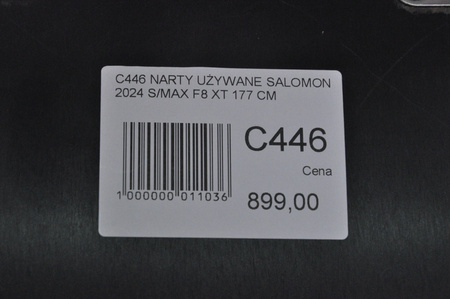 C446 NARTY UŻYWANE SALOMON
2024 S/MAX F8 XT 177 CM
C446
Cena
899,00
1 000000 011036